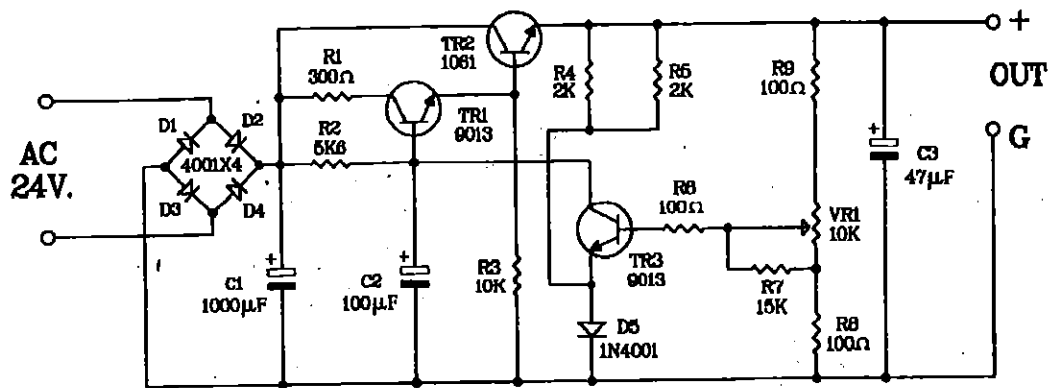 TR2
1061
R1
300Ω
TR1
9013
R4
2K
R5
2K
R9
100Ω
+
OUT
G
D1
D2
4001X4
D3
D4
AC
24V.
R2
5K6
R6
100Ω
VR1
10K
+
C3
47µF
TR3
9013
R7
15K
+
C1
1000µF
+
C2
100µF
R3
10K
D5
1N4001
R8
100Ω